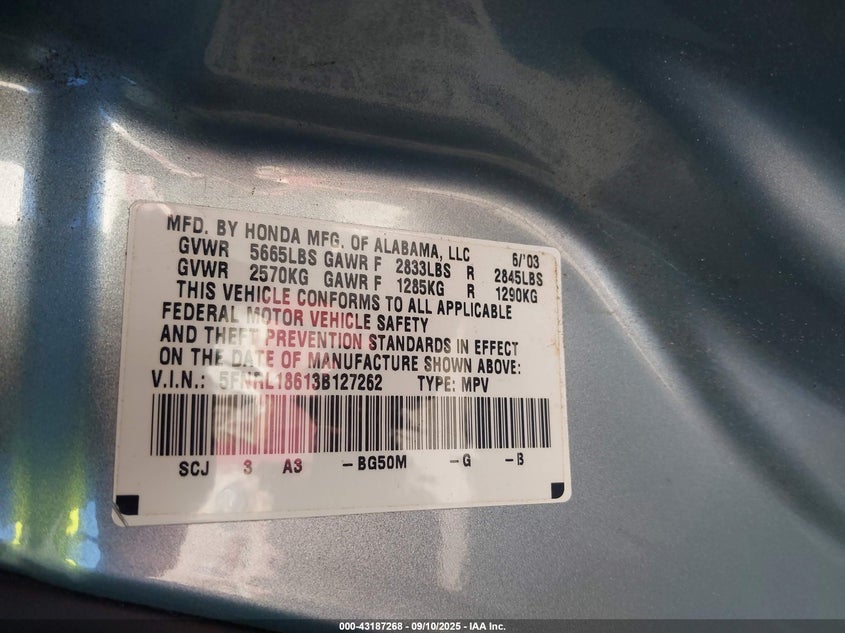 MFD. BY HONDA MFG. OF ALABAMA, LLC 6/'03
GVWR 5665LBS GAWR F 2833LBS R 2845LBS
GVWR 2570KG GAWR F 1285KG R 1290KG
THIS VEHICLE CONFORMS TO ALL APPLICABLE
FEDERAL MOTOR VEHICLE SAFETY
AND THEFT PREVENTION STANDARDS IN EFFECT
ON THE DATE OF MANUFACTURE SHOWN ABOVE:
V.I.N.: 5FNRL18613B127262 TYPE: MPV
SCJ 3 A3 -BG50M -G -B
000-43187268 - 09/10/2025 - IAA Inc.